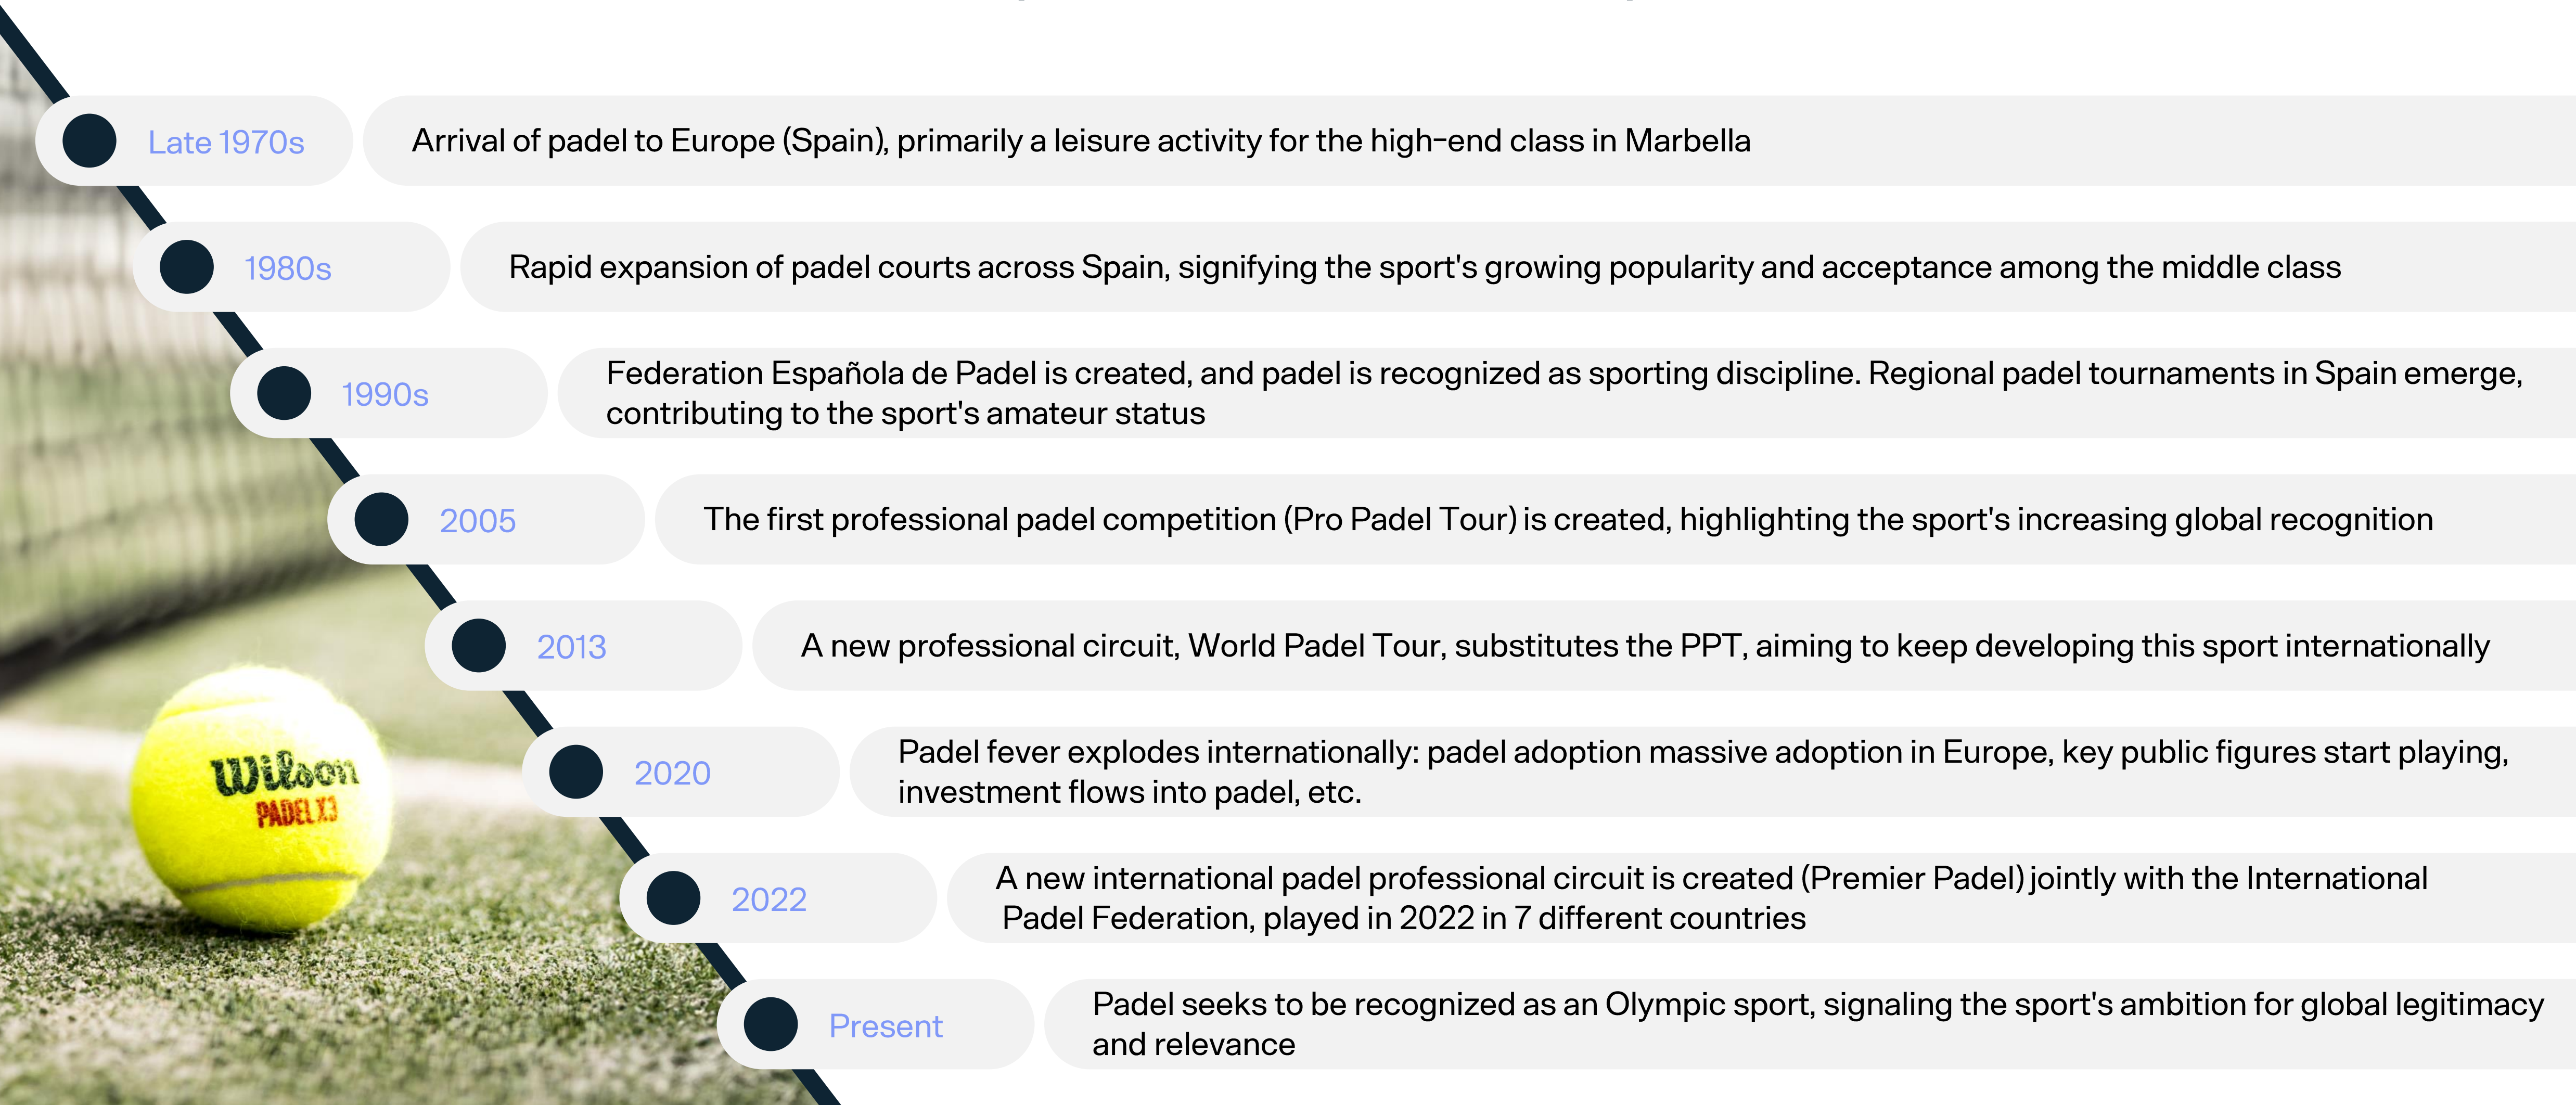 Late 1970s
Arrival of padel to Europe (Spain), primarily a leisure activity for the high-end class in Marbella
1980s
Rapid expansion of padel courts across Spain, signifying the sport's growing popularity and acceptance among the middle class
1990s
Federation Española de Padel is created, and padel is recognized as sporting discipline. Regional padel tournaments in Spain emerge,
contributing to the sport's amateur status
2005
The first professional padel competition (Pro Padel Tour) is created, highlighting the sport's increasing global recognition
2013
A new professional circuit, World Padel Tour, substitutes the PPT, aiming to keep developing this sport internationally
2020
Padel fever explodes internationally: padel adoption massive adoption in Europe, key public figures start playing,
investment flows into padel, etc.
2022
A new international padel professional circuit is created (Premier Padel) jointly with the International
Padel Federation, played in 2022 in 7 different countries
Present
Padel seeks to be recognized as an Olympic sport, signaling the sport's ambition for global legitimacy
and relevance
Wilson
PADEL X3